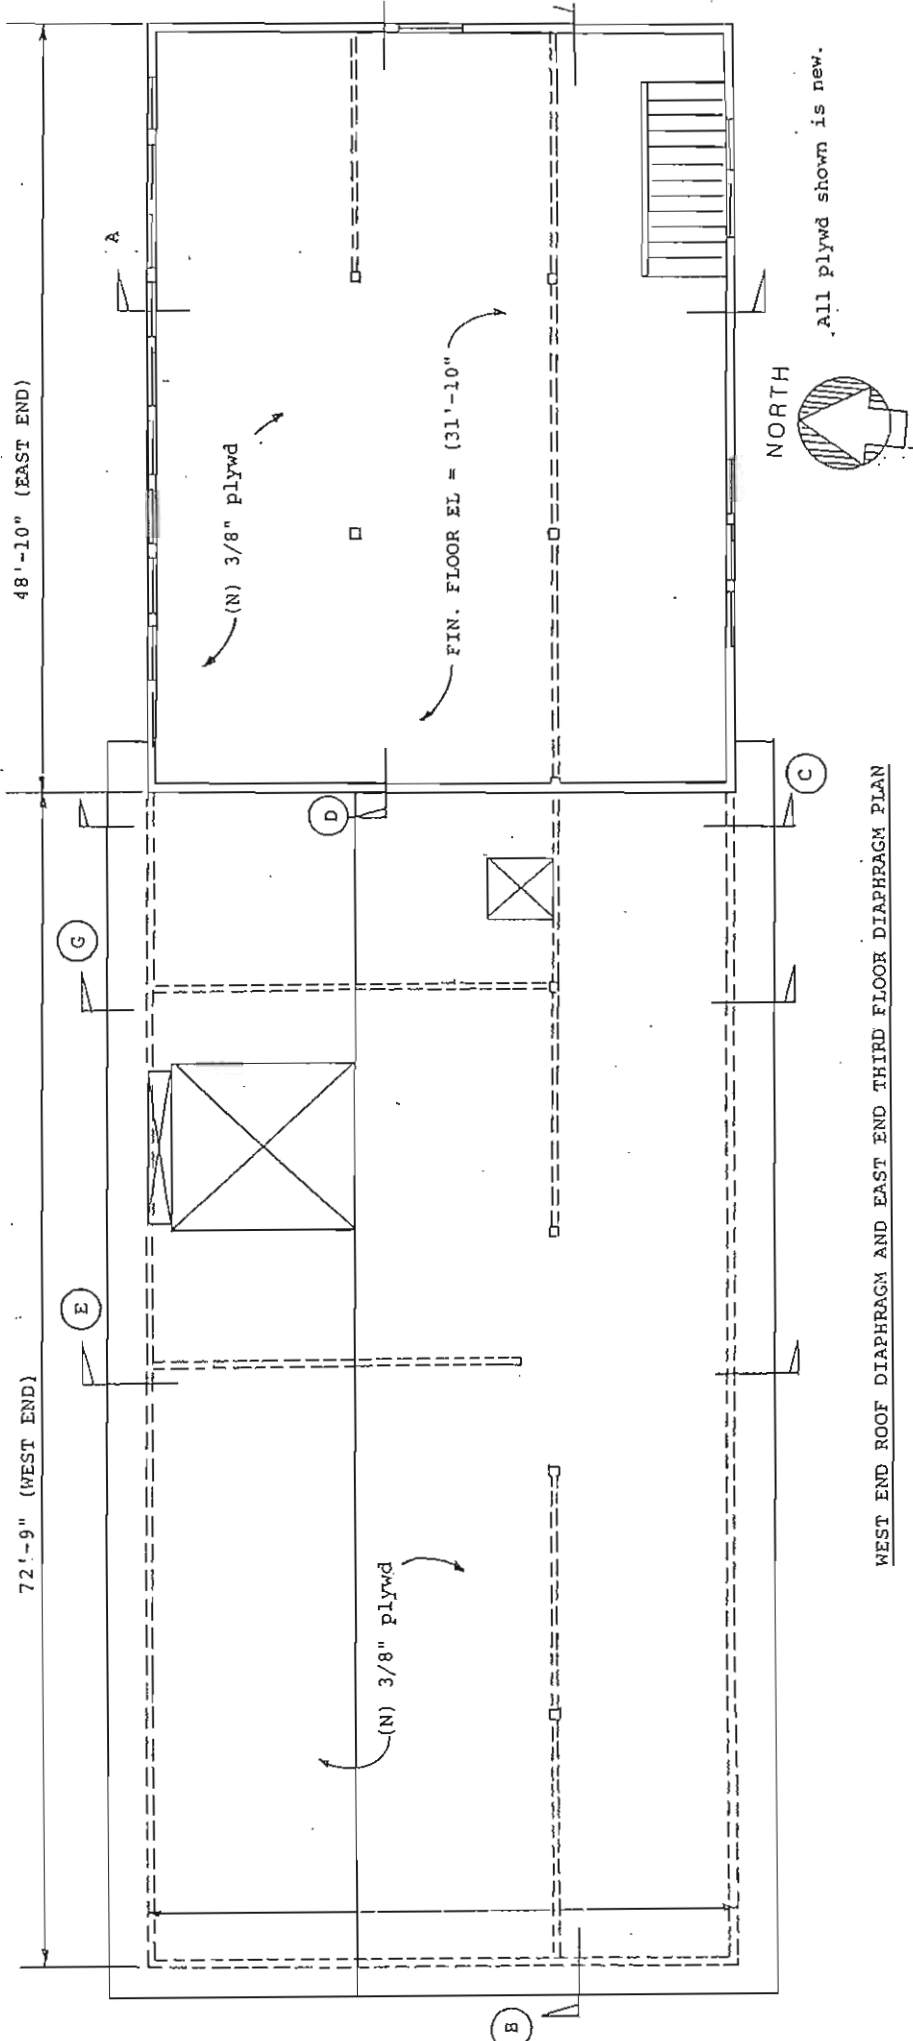 72'-9" (WEST END)
48'-10" (EAST END)
E
G
A
(N) 3/8" plywd
(N) 3/8" plywd
FIN. FLOOR EL = (31'-10"
D
B
C
NORTH
All plywd shown is new.
WEST END ROOF DIAPHRAGM AND EAST END THIRD FLOOR DIAPHRAGM PLAN